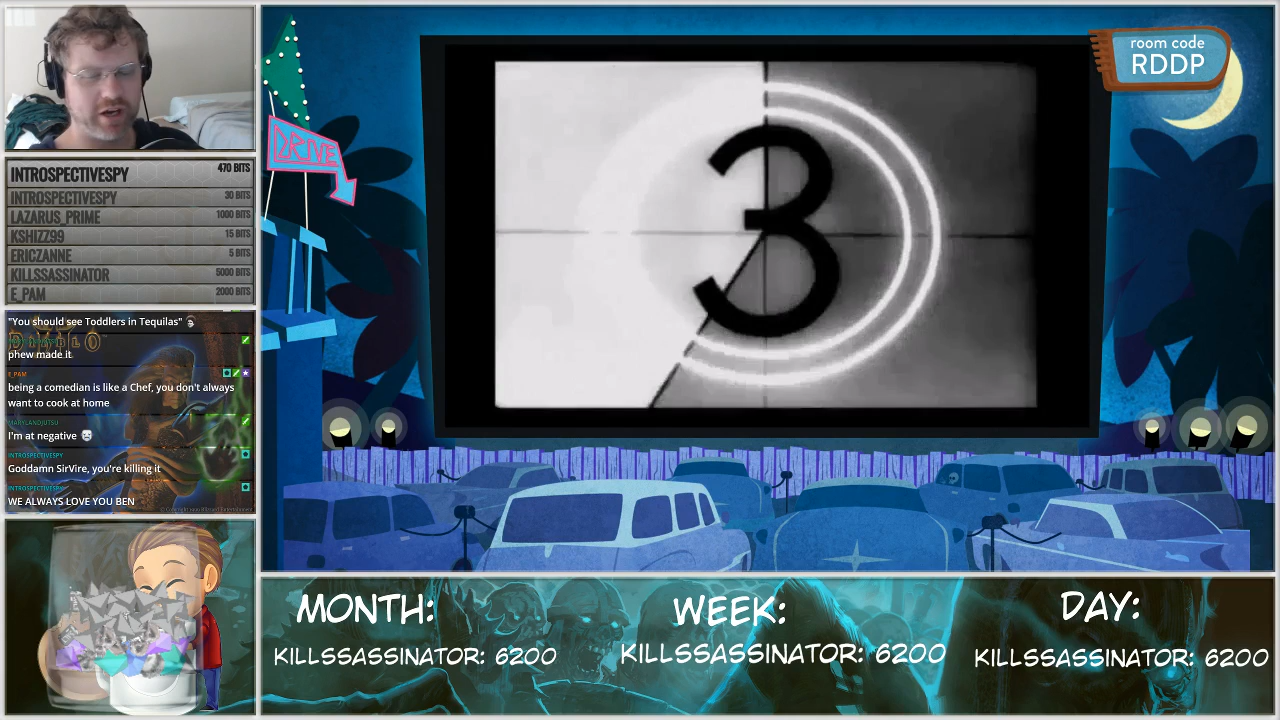 room code
RDDP
DRIVE
3
INTROSPECTIVESPY 470 BITS
INTROSPECTIVESPY 30 BITS
LAZARUS_PRIME 1000 BITS
KSHIZZ99 15 BITS
ERICZANNE 5 BITS
KILLSSASSINATOR 5000 BITS
E_PAM 2000 BITS
"You should see Toddlers in Tequilas"
phew made it
E_PAM
being a comedian is like a Chef, you don't always
want to cook at home
MARYLANDJUTSU
I'm at negative
INTROSPECTIVESPY
Goddamn SirVire, you're killing it
INTROSPECTIVESPY
WE ALWAYS LOVE YOU BEN
MONTH:
KILLSSASSINATOR: 6200
WEEK:
KILLSSASSINATOR: 6200
DAY:
KILLSSASSINATOR: 6200